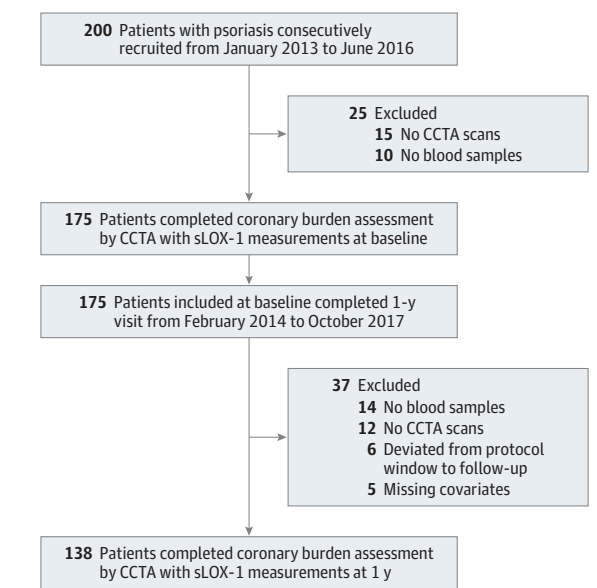 200 Patients with psoriasis consecutively
recruited from January 2013 to June 2016
25 Excluded
15 No CCTA scans
10 No blood samples
175 Patients completed coronary burden assessment
by CCTA with sLOX-1 measurements at baseline
175 Patients included at baseline completed 1-y
visit from February 2014 to October 2017
37 Excluded
14 No blood samples
12 No CCTA scans
6 Deviated from protocol
window to follow-up
5 Missing covariates
138 Patients completed coronary burden assessment
by CCTA with sLOX-1 measurements at 1 y